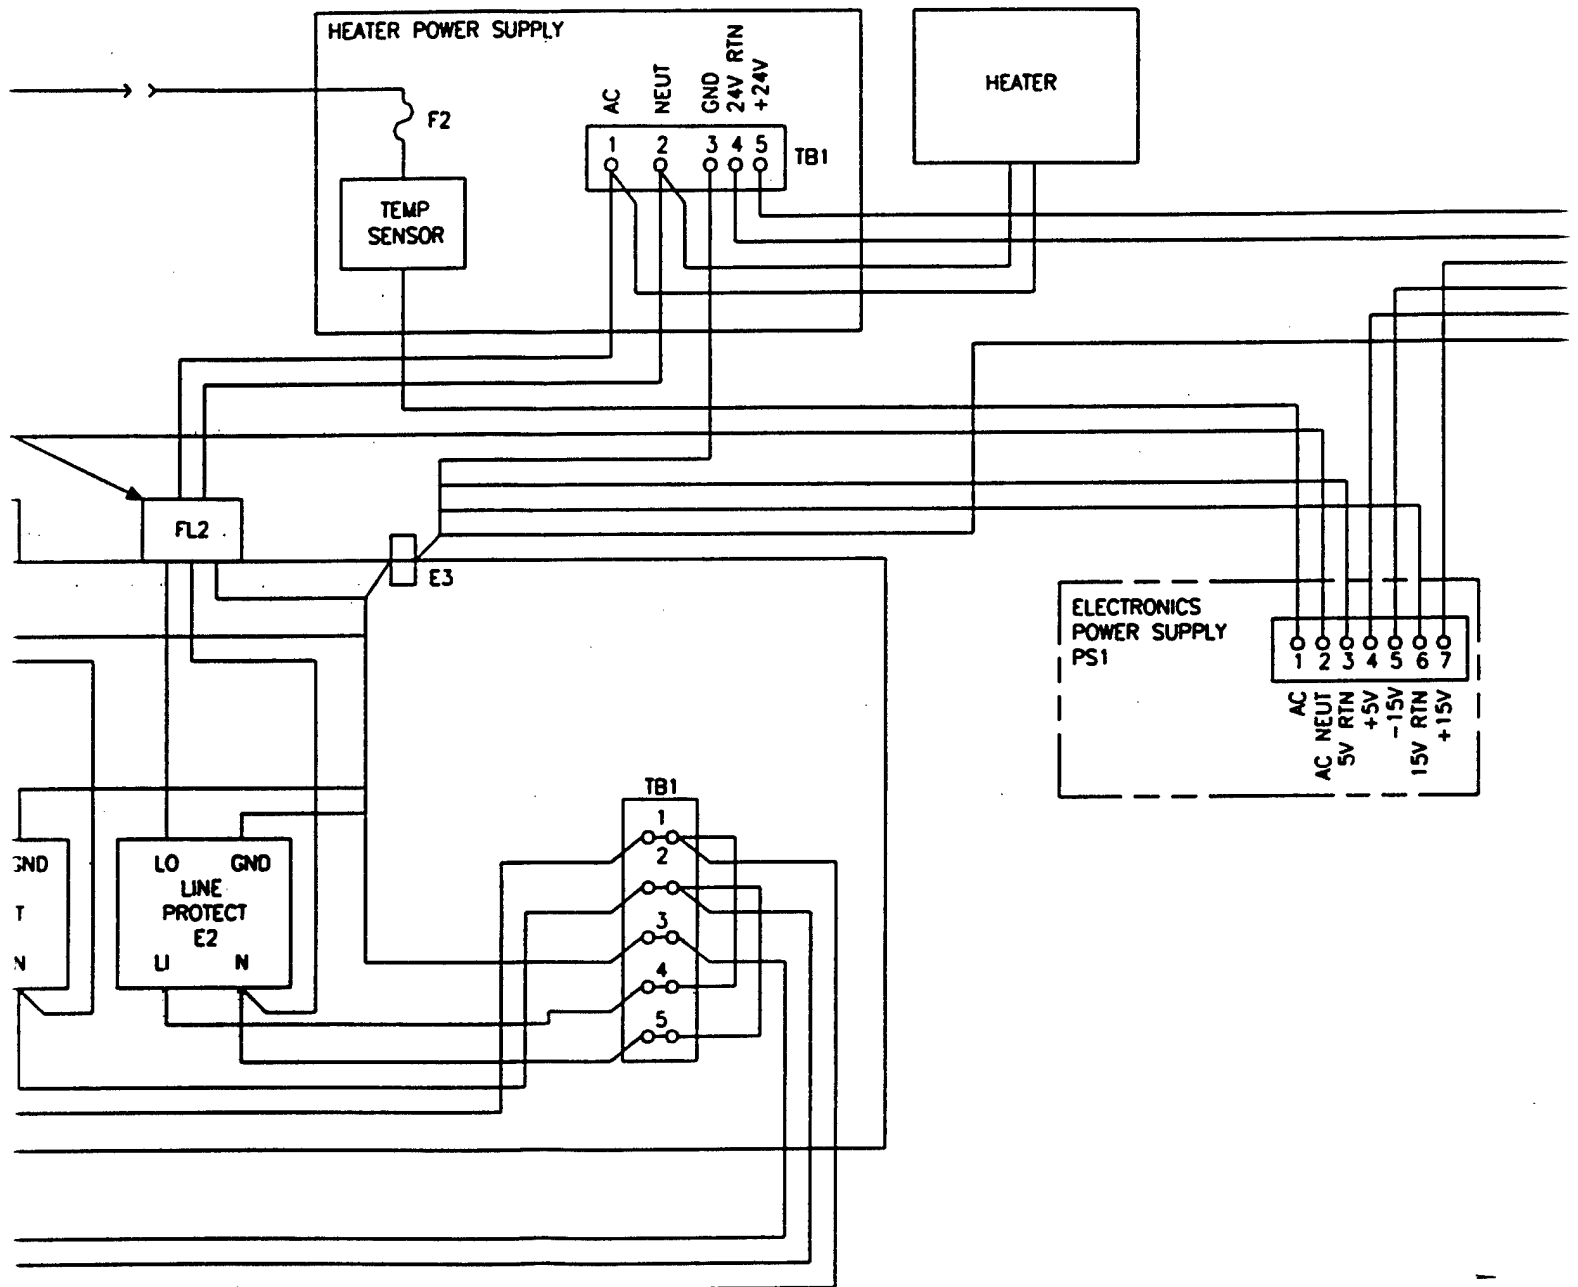 HEATER POWER SUPPLY
F2
TEMP
SENSOR
AC
NEUT
GND
24V RTN
+24V
1 2 3 4 5
TB1
HEATER
FL2
E3
ELECTRONICS
POWER SUPPLY
PS1
1 2 3 4 5 6 7
AC
AC NEUT
5V RTN
+5V
-15V
15V RTN
+15V
GND
T
N
LO GND
LINE
PROTECT
E2
LI N
TB1
1
2
3
4
5